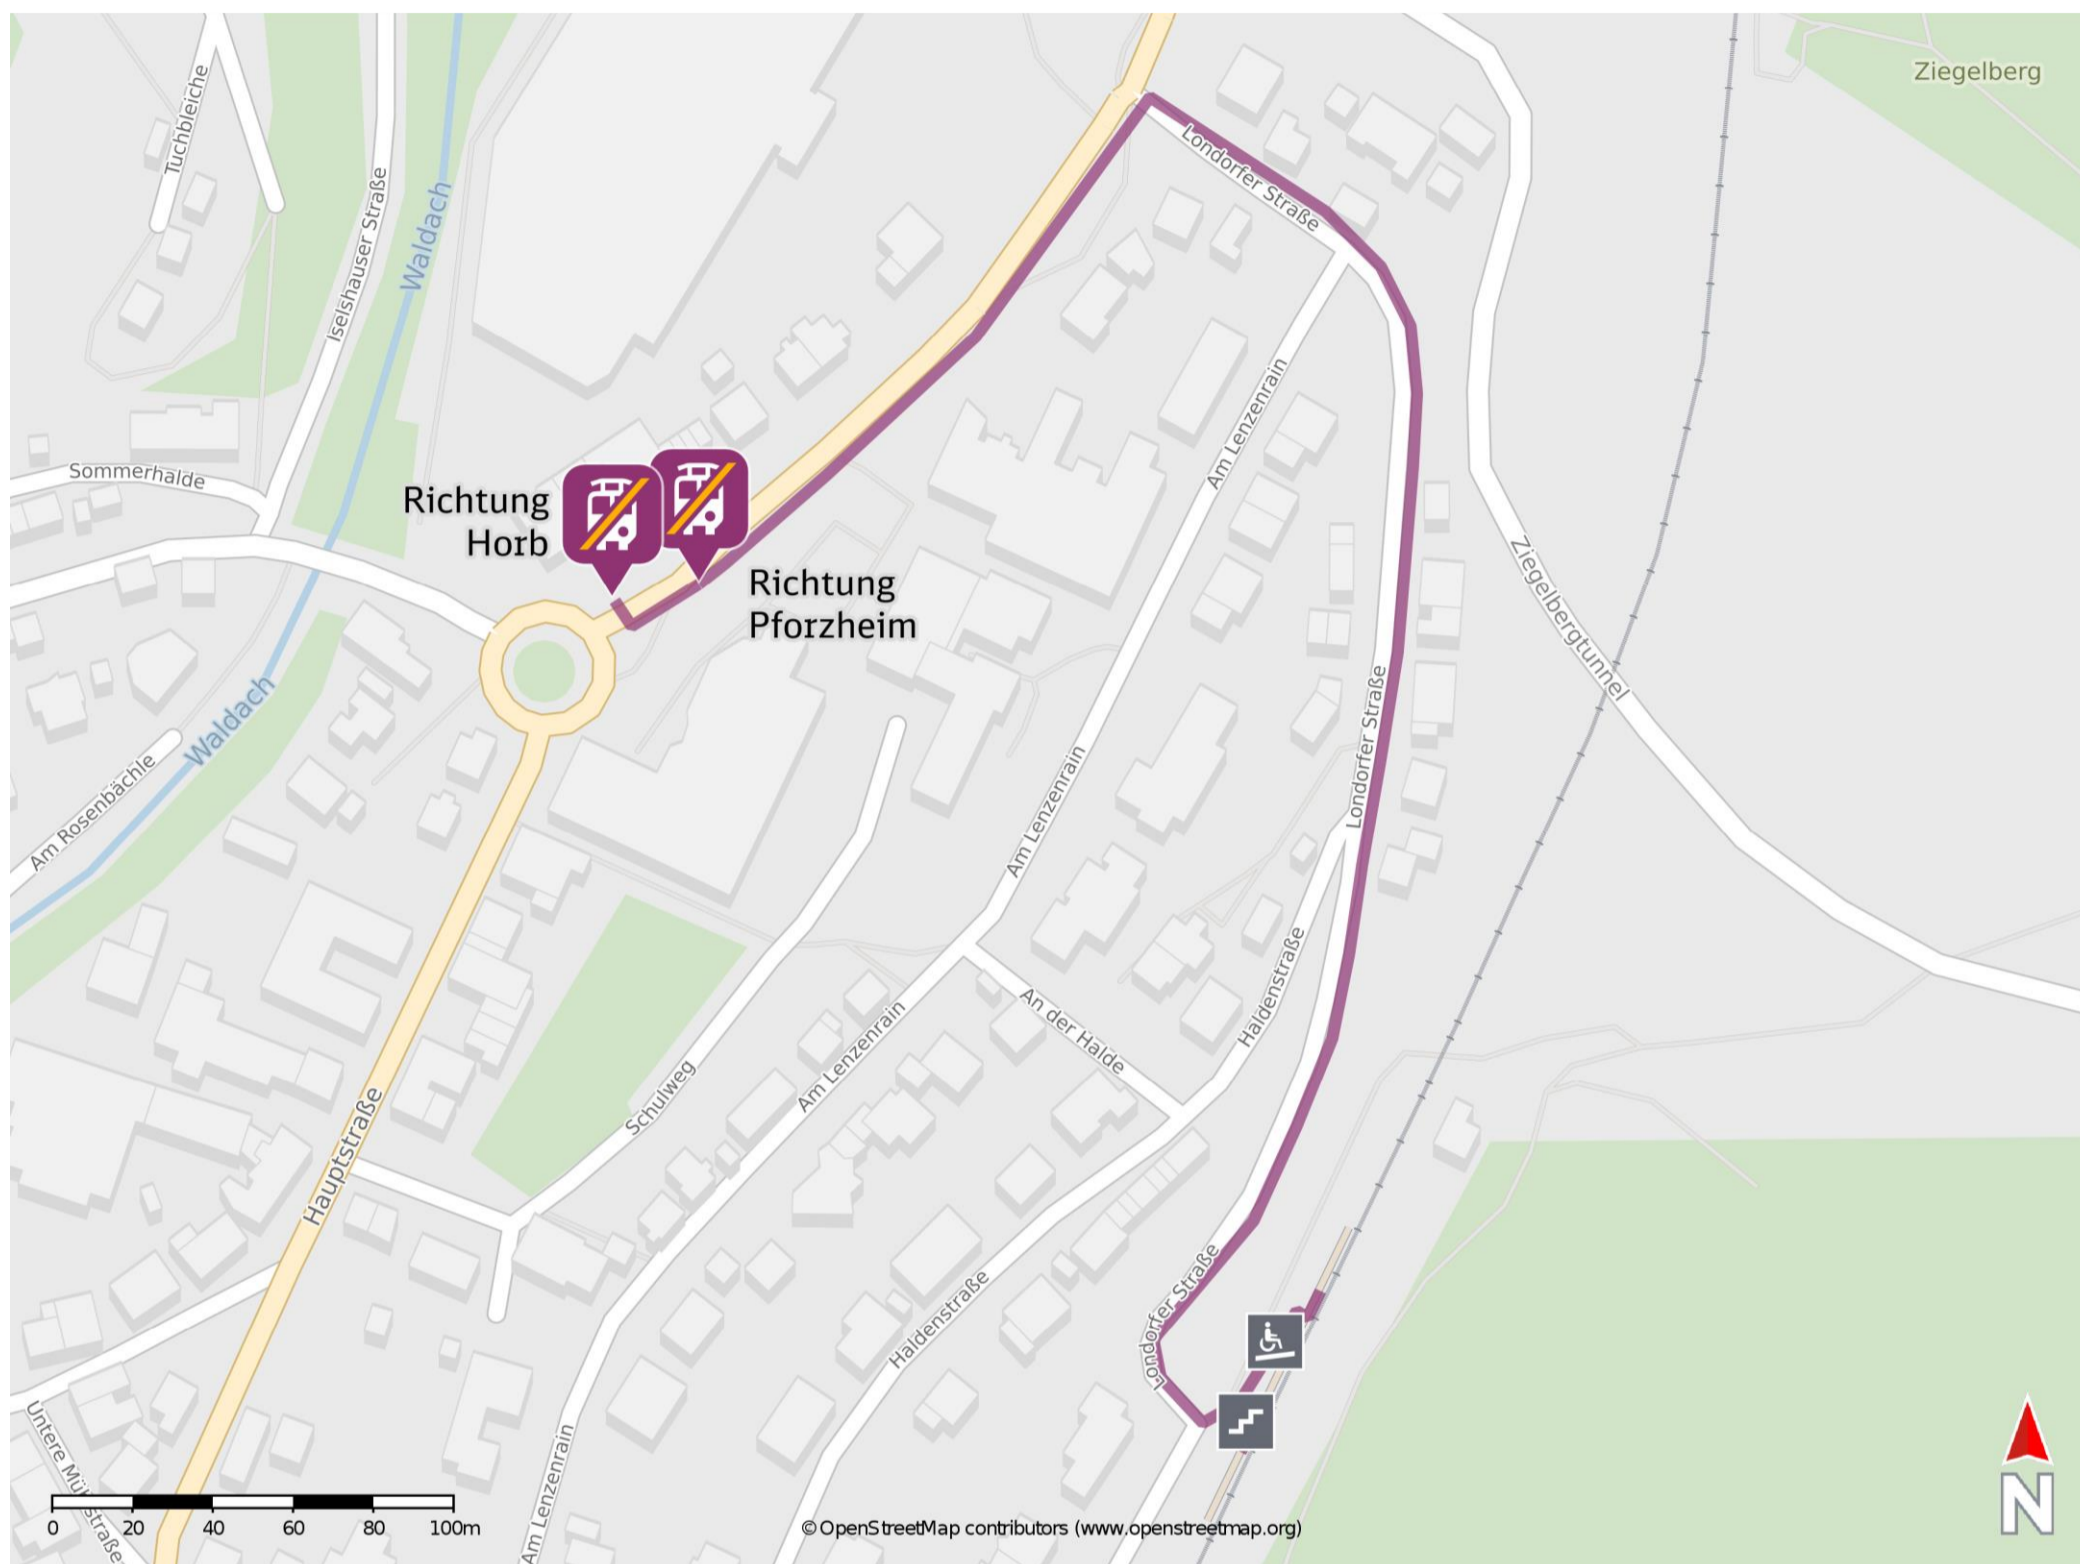 Ziegelberg
Tuchbleiche
Iselshauser Straße
Waldach
Londorfer Straße
Sommerhalde
Richtung
Horb
Richtung
Pforzheim
Am Lenzenrain
Ziegelbergtunnel
Waldach
Am Rosenbächle
Londorfer Straße
Am Lenzenrain
Haldenstraße
An der Halde
Am Lenzenrain
Schulweg
Hauptstraße
Londorfer Straße
Haldenstraße
Londorfer Straße
Untere Mühlstraße
Am Lenzenrain
0 20 40 60 80 100m
© OpenStreetMap contributors (www.openstreetmap.org)
N